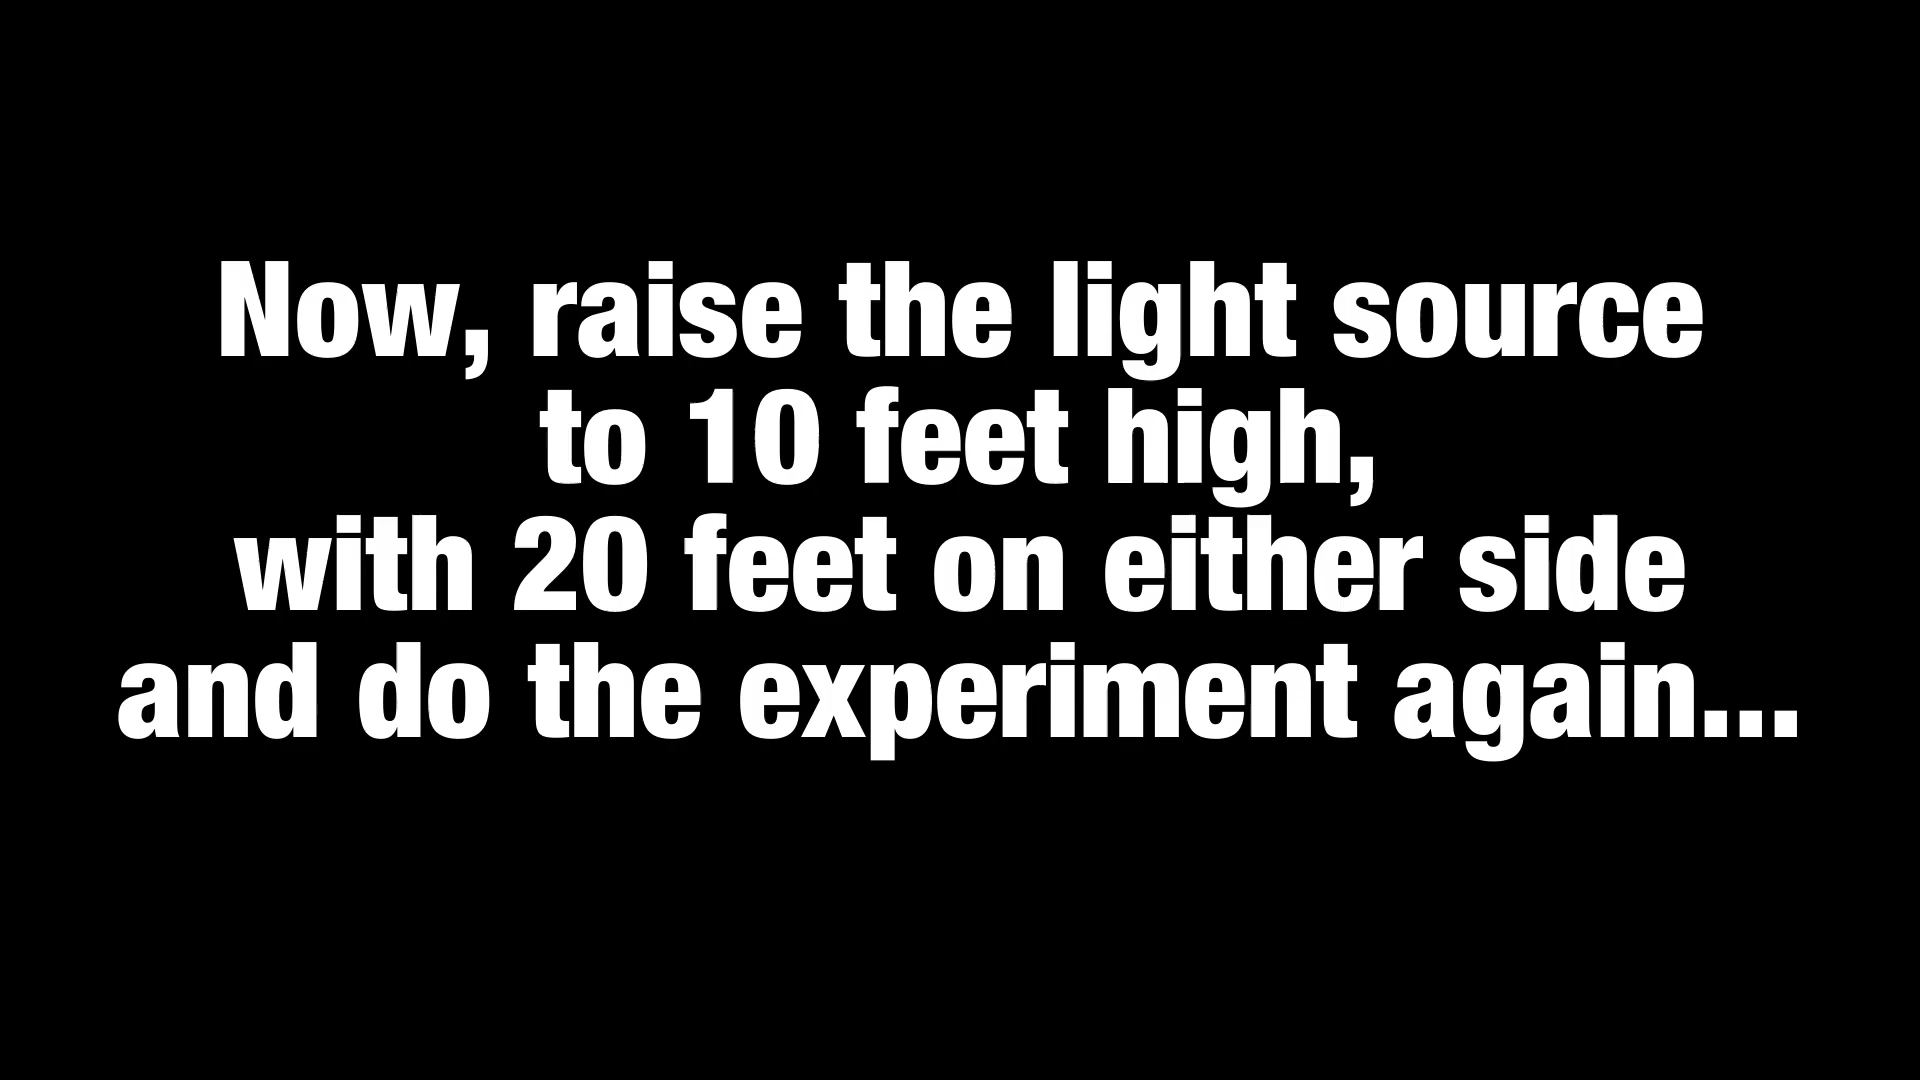 Now, raise the light source
to 10 feet high,
with 20 feet on either side
and do the experiment again...